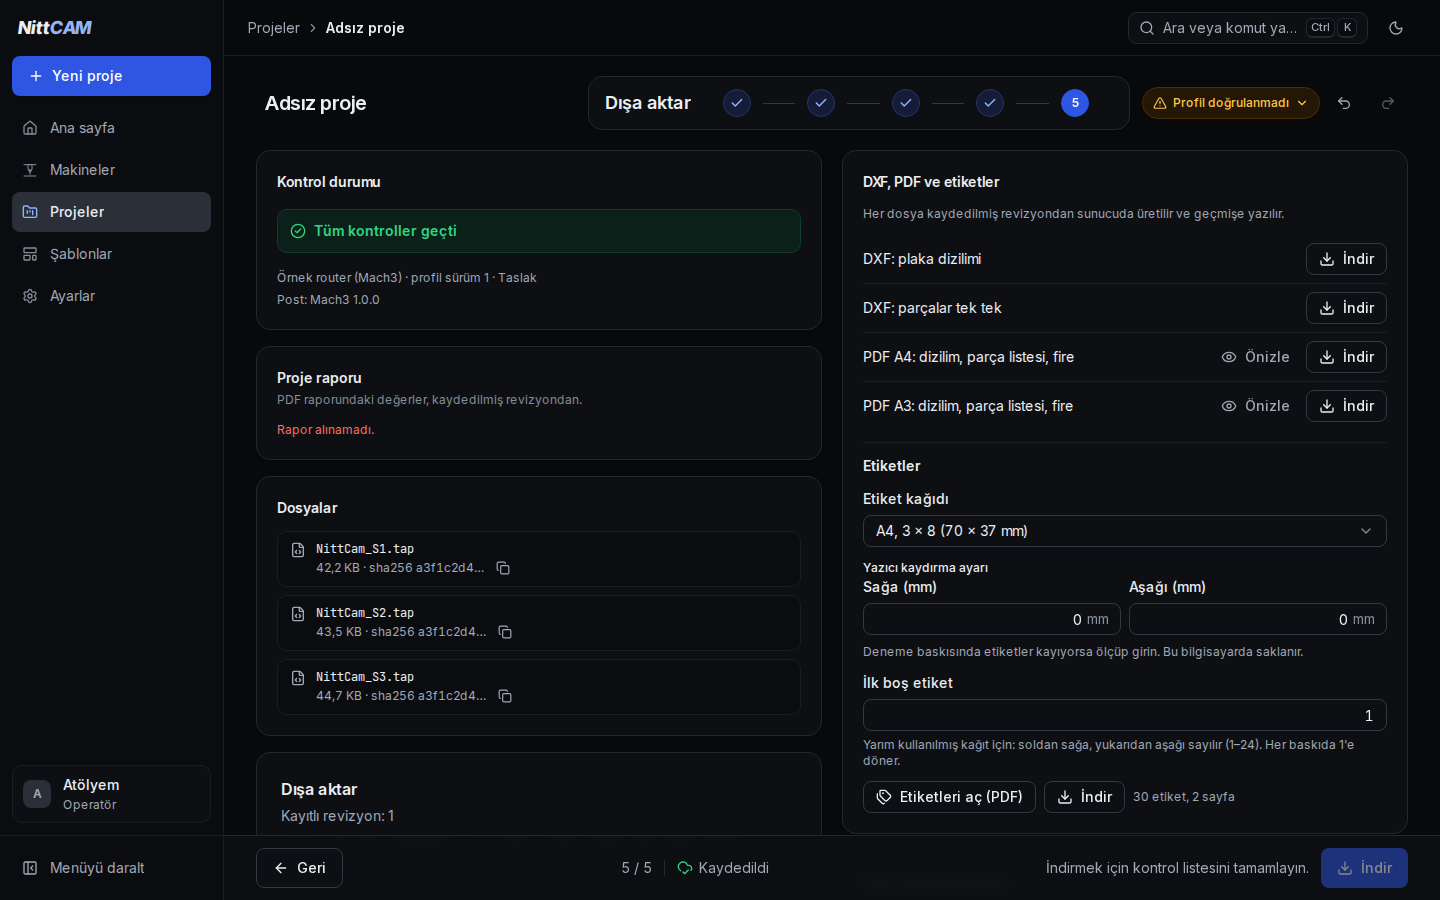 NittCAM
Yeni proje
Ana sayfa
Makineler
Projeler
Şablonlar
Ayarlar
A
Atölyem
Operatör
Menüyü daralt
Projeler > Adsız proje
Ara veya komut ya... Ctrl K
Adsız proje
Dışa aktar
5
Profil doğrulanmadı
Kontrol durumu
Tüm kontroller geçti
Örnek router (Mach3) · profil sürüm 1 · Taslak
Post: Mach3 1.0.0
Proje raporu
PDF raporundaki değerler, kaydedilmiş revizyondan.
Rapor alınamadı.
Dosyalar
NittCam_S1.tap
42,2 KB · sha256 a3f1c2d4...
NittCam_S2.tap
43,5 KB · sha256 a3f1c2d4...
NittCam_S3.tap
44,7 KB · sha256 a3f1c2d4...
Dışa aktar
Kayıtlı revizyon: 1
DXF, PDF ve etiketler
Her dosya kaydedilmiş revizyondan sunucuda üretilir ve geçmişe yazılır.
DXF: plaka dizilimi İndir
DXF: parçalar tek tek İndir
PDF A4: dizilim, parça listesi, fire Önizle İndir
PDF A3: dizilim, parça listesi, fire Önizle İndir
Etiketler
Etiket kağıdı
A4, 3 × 8 (70 × 37 mm)
Yazıcı kaydırma ayarı
Sağa (mm) Aşağı (mm)
0 mm 0 mm
Deneme baskısında etiketler kayıyorsa ölçüp girin. Bu bilgisayarda saklanır.
İlk boş etiket
1
Yarım kullanılmış kağıt için: soldan sağa, yukarıdan aşağı sayılır (1–24). Her baskıda 1'e
döner.
Etiketleri aç (PDF) İndir 30 etiket, 2 sayfa
Geri
5 / 5 Kaydedildi
İndirmek için kontrol listesini tamamlayın. İndir